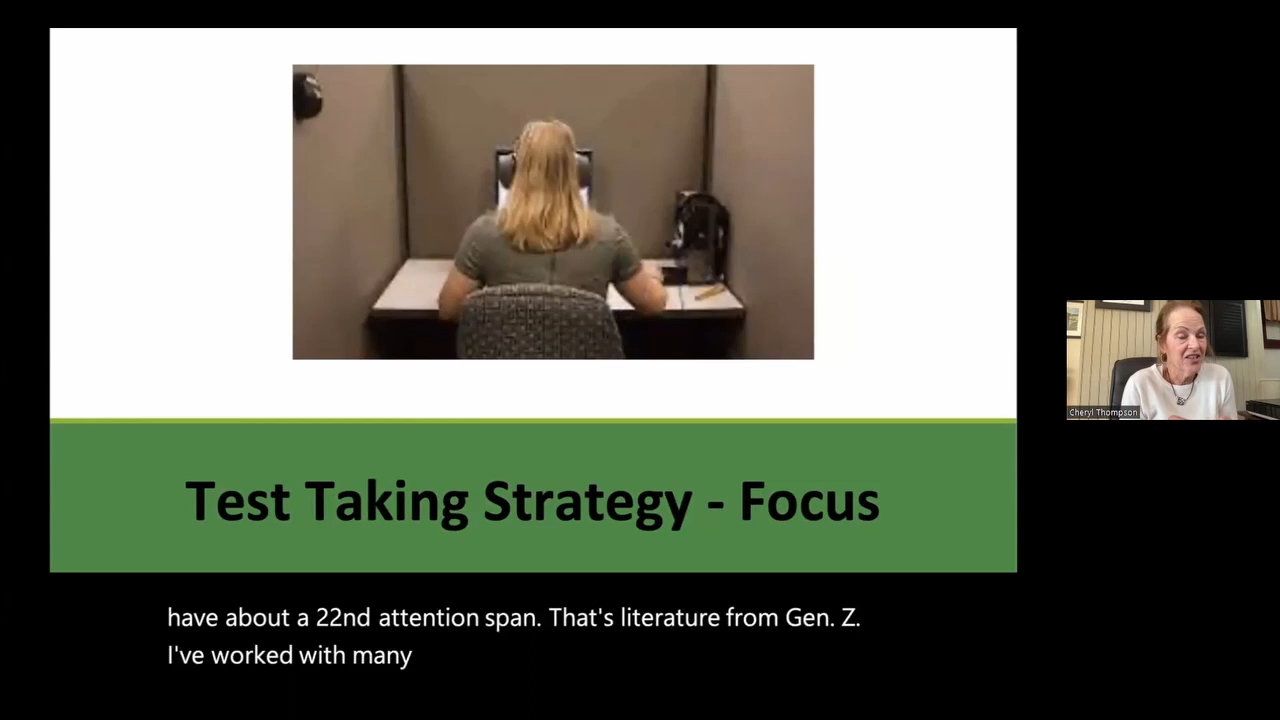 Test Taking Strategy - Focus
Cheryl Thompson
have about a 22nd attention span. That's literature from Gen. Z.
I've worked with many